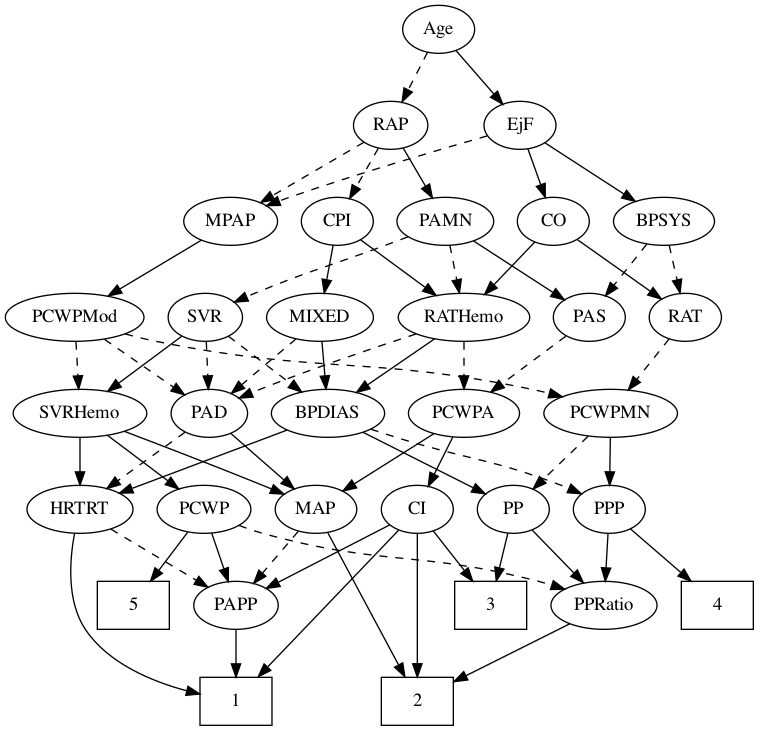 Age
RAP
EjF
MPAP
CPI
PAMN
CO
BPSYS
PCWPMod
SVR
MIXED
RATHemo
PAS
RAT
SVRHemo
PAD
BPDIAS
PCWPA
PCWPMN
HRTRT
PCWP
MAP
CI
PP
PPP
5
PAPP
3
PPRatio
4
1
2